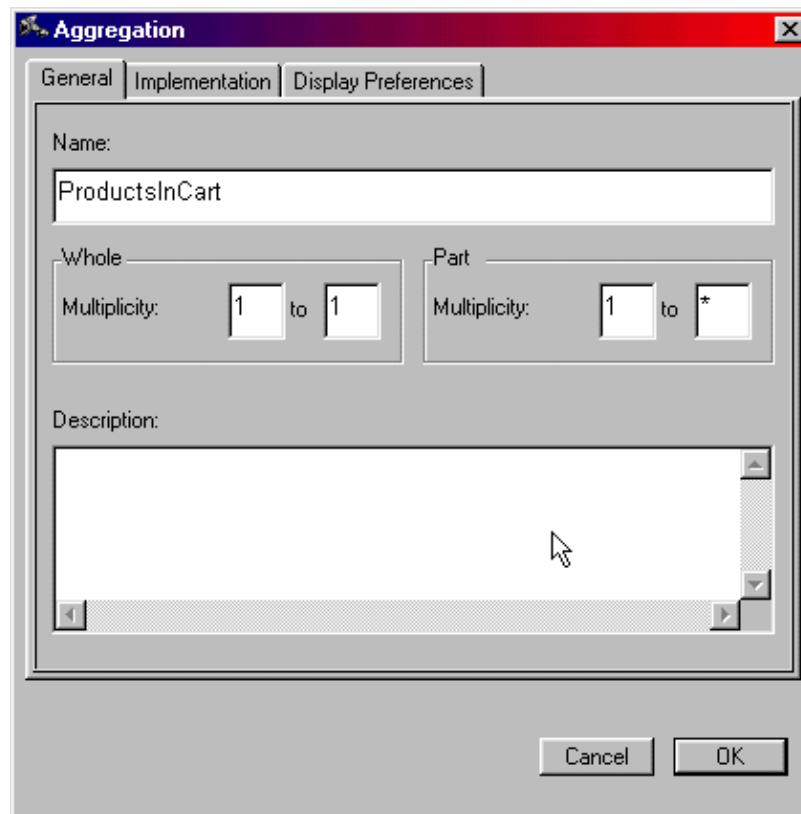 Aggregation
General Implementation Display Preferences
Name:
ProductsInCart
Whole Part
Multiplicity: 1 to 1 Multiplicity: 1 to *
Description:
Cancel OK